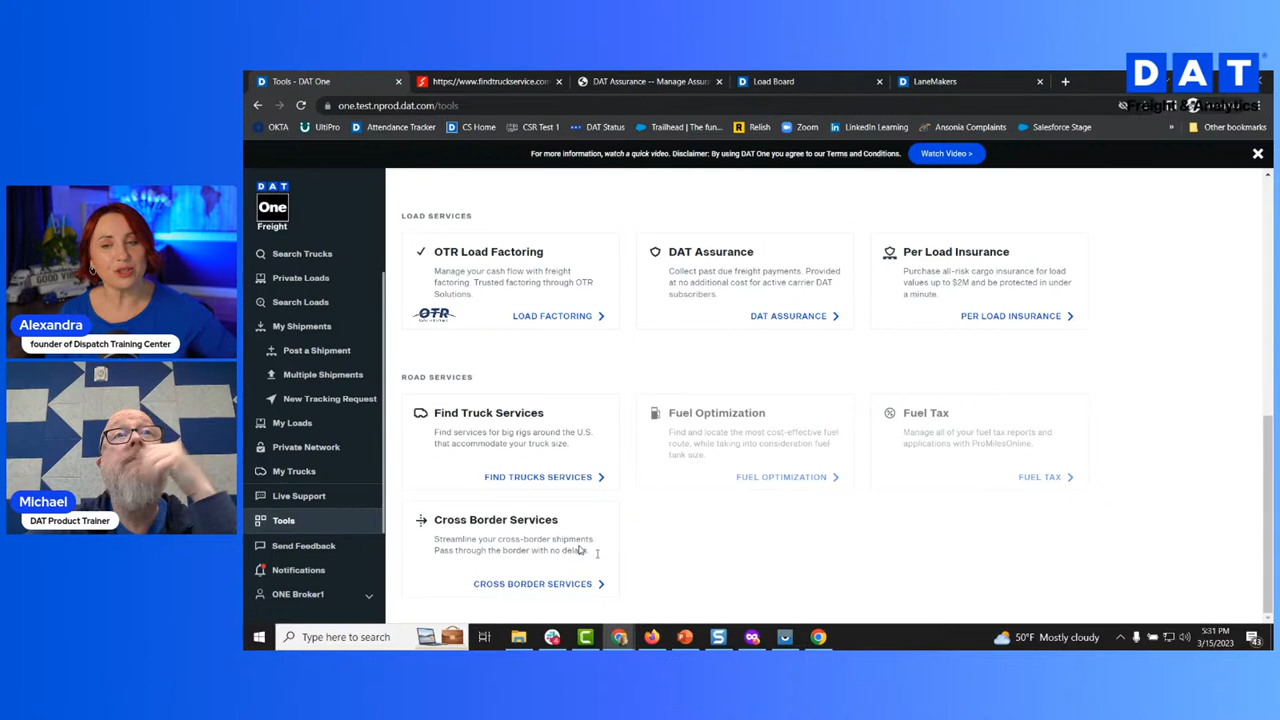 DAT
Freight & Analytics
Tools - DAT One
https://www.findtruckservice.com
DAT Assurance -- Manage Assur
Load Board
LaneMakers
one.test.nprod.dat.com/tools
OKTA
UltiPro
Attendance Tracker
CS Home
CSR Test 1
DAT Status
Trailhead | The fun...
Relish
Zoom
LinkedIn Learning
Ansonia Complaints
Salesforce Stage
»
Other bookmarks
For more information, watch a quick video. Disclaimer: By using DAT One you agree to our Terms and Conditions.
Watch Video >
DAT
One
Freight
Search Trucks
Private Loads
Search Loads
My Shipments
Post a Shipment
Multiple Shipments
New Tracking Request
My Loads
Private Network
My Trucks
Live Support
Tools
Send Feedback
Notifications
ONE Broker1
LOAD SERVICES
OTR Load Factoring
Manage your cash flow with freight
factoring. Trusted factoring through OTR
Solutions.
OTR
LOAD FACTORING
DAT Assurance
Collect past due freight payments. Provided
at no additional cost for active carrier DAT
subscribers.
DAT ASSURANCE
Per Load Insurance
Purchase all-risk cargo insurance for load
values up to $2M and be protected in under
a minute.
PER LOAD INSURANCE
ROAD SERVICES
Find Truck Services
Find services for big rigs around the U.S.
that accommodate your truck size.
FIND TRUCKS SERVICES
Fuel Optimization
Find and locate the most cost-effective fuel
route, while taking into consideration fuel
tank size.
FUEL OPTIMIZATION
Fuel Tax
Manage all of your fuel tax reports and
applications with ProMilesOnline.
FUEL TAX
Cross Border Services
Streamline your cross-border shipments.
Pass through the border with no delays.
CROSS BORDER SERVICES
GOOD VIBES
Alexandra
founder of Dispatch Training Center
Michael
DAT Product Trainer
Type here to search
50°F Mostly cloudy
5:31 PM
3/15/2023
43